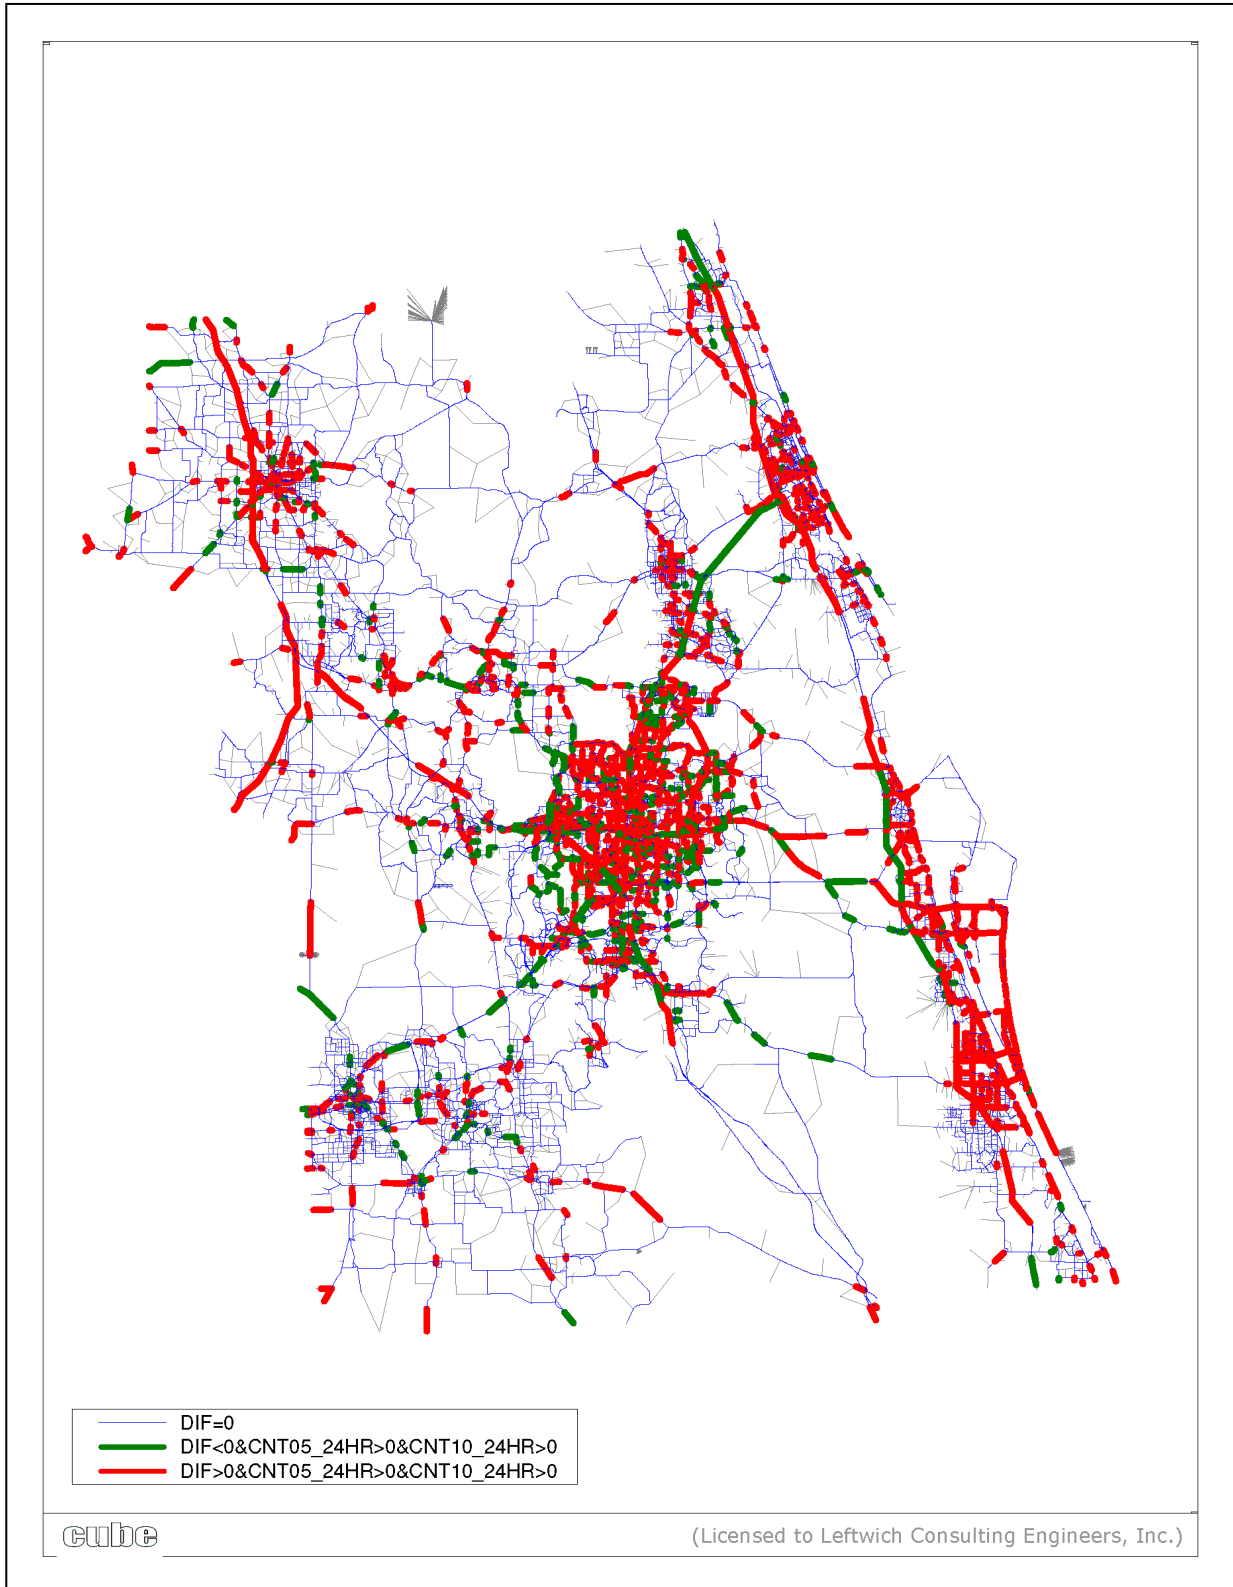 DIF=0
DIF<0&CNT05_24HR>0&CNT10_24HR>0
DIF>0&CNT05_24HR>0&CNT10_24HR>0
cube
(Licensed to Leftwich Consulting Engineers, Inc.)